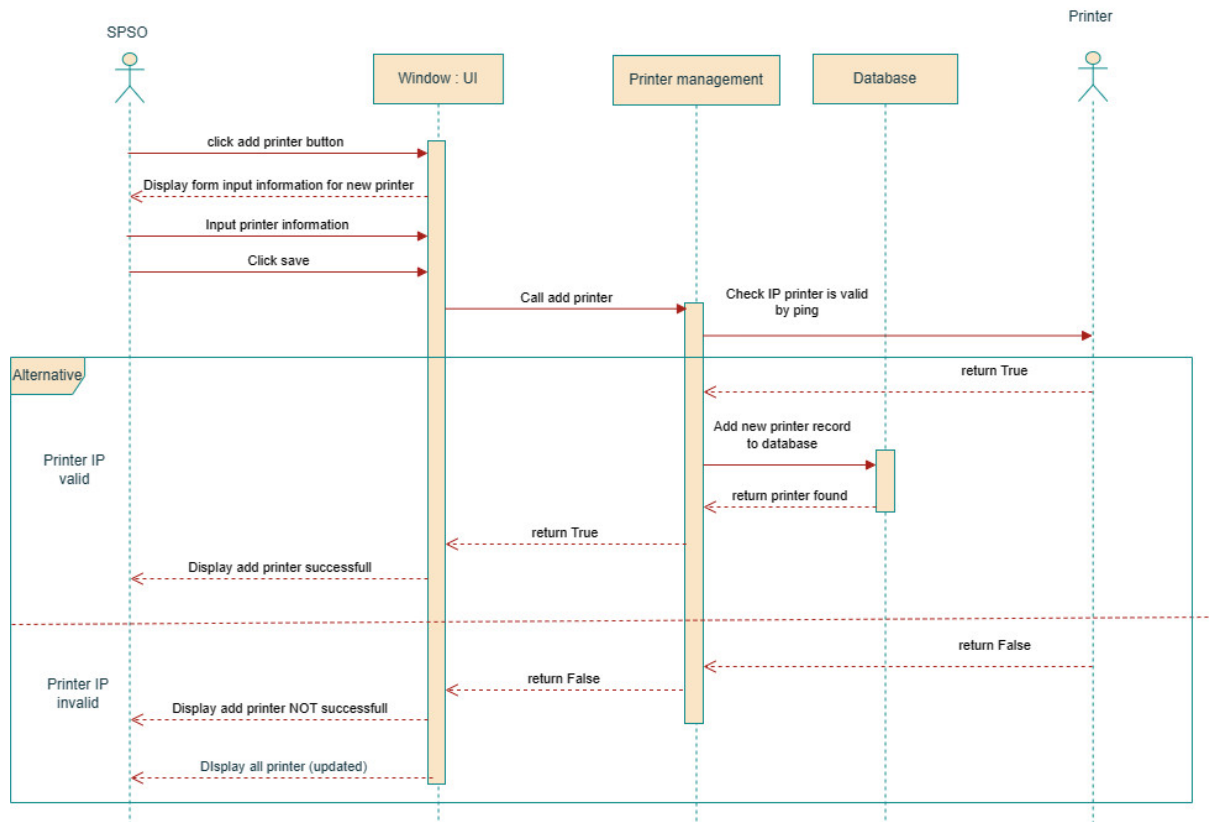 Printer
SPSO
Window : UI
Printer management
Database
click add printer button
Display form input information for new printer
Input printer information
Click save
Call add printer
Check IP printer is valid
by ping
Alternative
return True
Add new printer record
to database
Printer IP
valid
return printer found
return True
Display add printer successfull
return False
return False
Printer IP
invalid
Display add printer NOT successfull
DIsplay all printer (updated)